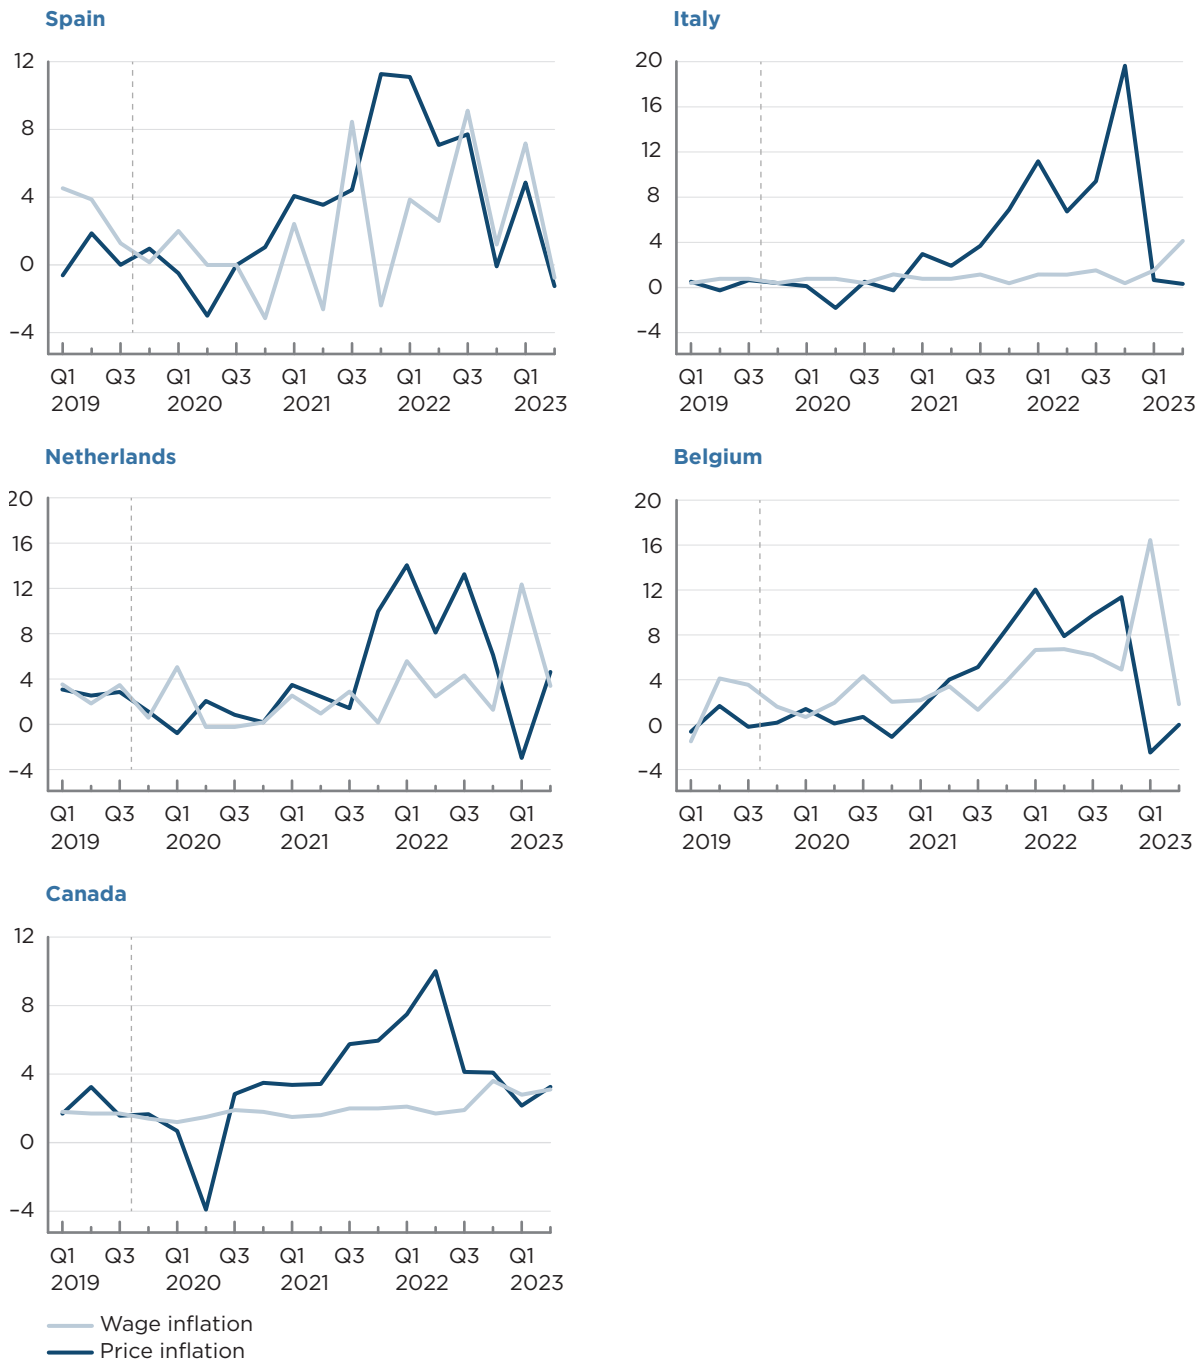 Spain
12
8
4
0
–4
Q1 Q3 Q1 Q3 Q1 Q3 Q1 Q3 Q1
2019 2020 2021 2022 2023
Italy
20
16
12
8
4
0
–4
Q1 Q3 Q1 Q3 Q1 Q3 Q1 Q3 Q1
2019 2020 2021 2022 2023
Netherlands
20
16
12
8
4
0
–4
Q1 Q3 Q1 Q3 Q1 Q3 Q1 Q3 Q1
2019 2020 2021 2022 2023
Belgium
20
16
12
8
4
0
–4
Q1 Q3 Q1 Q3 Q1 Q3 Q1 Q3 Q1
2019 2020 2021 2022 2023
Canada
12
8
4
0
–4
Q1 Q3 Q1 Q3 Q1 Q3 Q1 Q3 Q1
2019 2020 2021 2022 2023
Wage inflation
Price inflation